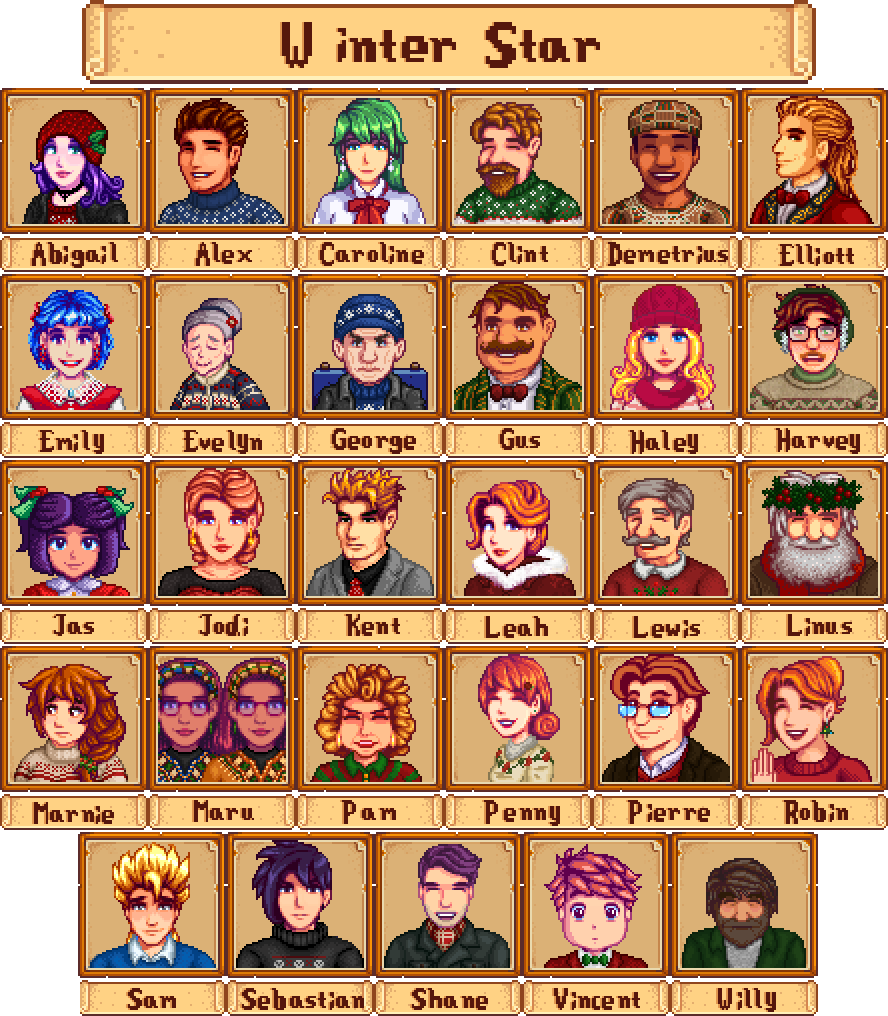 Winter Star
Abigail Alex Caroline Clint Demetrius Elliott
Emily Evelyn George Gus Haley Harvey
Jas Jodi Kent Leah Lewis Linus
Marnie Maru Pam Penny Pierre Robin
Sam Sebastian Shane Vincent Willy